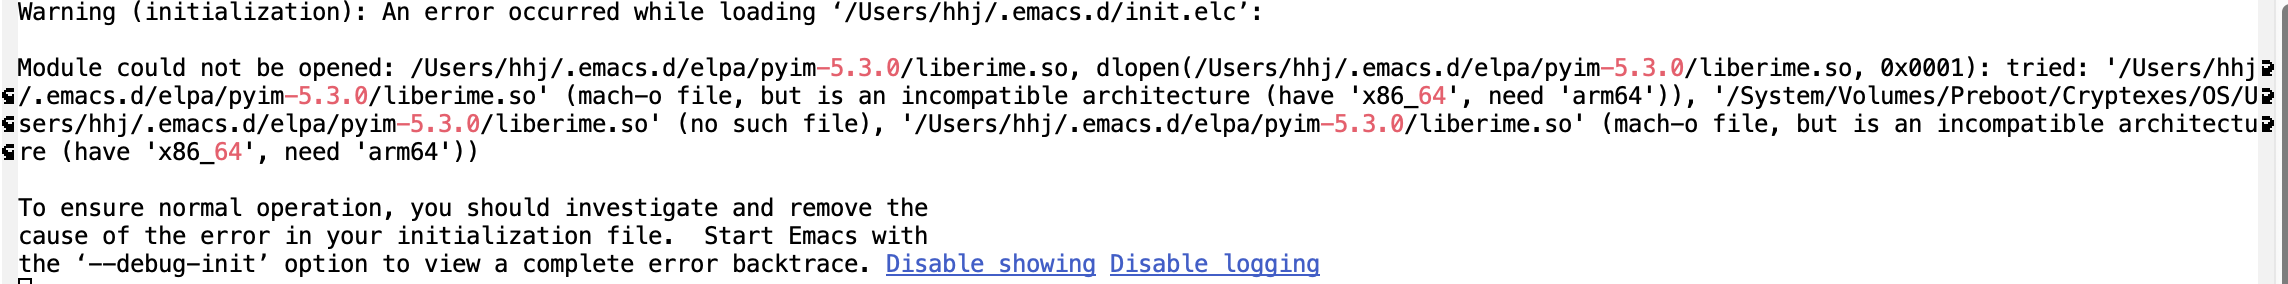 Warning (initialization): An error occurred while loading ‘/Users/hhj/.emacs.d/init.elc’:
Module could not be opened: /Users/hhj/.emacs.d/elpa/pyim-5.3.0/liberime.so, dlopen(/Users/hhj/.emacs.d/elpa/pyim-5.3.0/liberime.so, 0x0001): tried: '/Users/hhj
/.emacs.d/elpa/pyim-5.3.0/liberime.so' (mach-o file, but is an incompatible architecture (have 'x86_64', need 'arm64')), '/System/Volumes/Preboot/Cryptexes/OS/U
sers/hhj/.emacs.d/elpa/pyim-5.3.0/liberime.so' (no such file), '/Users/hhj/.emacs.d/elpa/pyim-5.3.0/liberime.so' (mach-o file, but is an incompatible architectu
re (have 'x86_64', need 'arm64'))
To ensure normal operation, you should investigate and remove the
cause of the error in your initialization file.  Start Emacs with
the ‘--debug-init’ option to view a complete error backtrace. Disable showing Disable logging